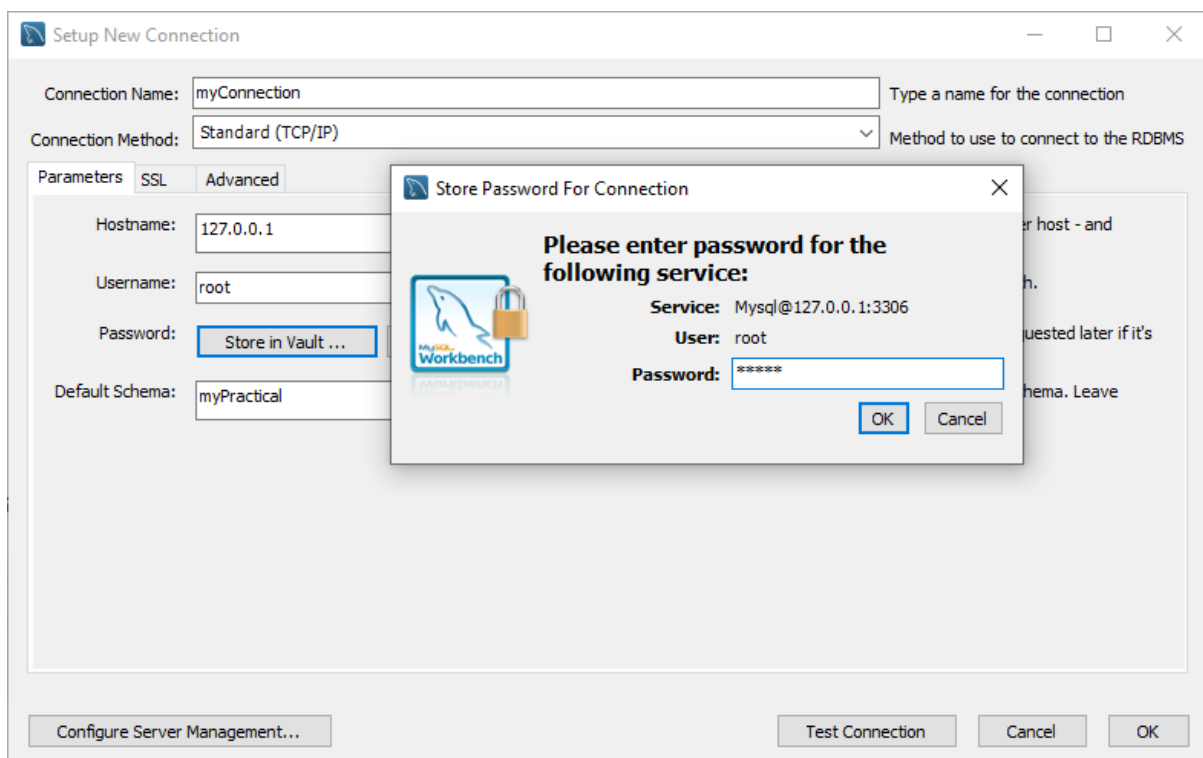 Setup New Connection
Connection Name: myConnection Type a name for the connection
Connection Method: Standard (TCP/IP) Method to use to connect to the RDBMS
Parameters SSL Advanced
Store Password For Connection
Hostname: 127.0.0.1 host - and
Please enter password for the
following service:
Username: root
Service: Mysql@127.0.0.1:3306
User: root
Password: Store in Vault ... later if it's
MySQL
Workbench
Password: *****
Default Schema: myPractical Leave
OK Cancel
Configure Server Management... Test Connection Cancel OK